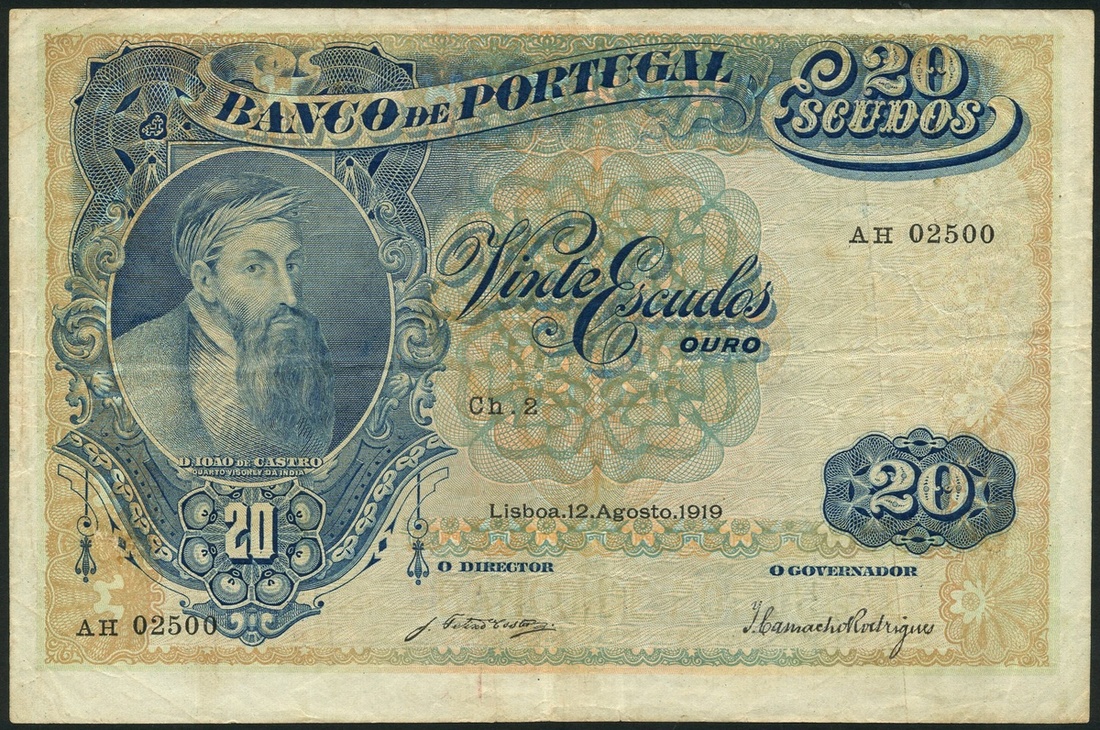 BANCO DE PORTUGAL
20
ESCUDOS
AH 02500
Vinte Escudos
OURO
Ch. 2
D. IOÃO DE CASTRO
QUARTO VISOREY DA INDIA
20
20
Lisboa.12.Agosto.1919
O DIRECTOR
O GOVERNADOR
AH 02500
J. Camacho Rodrigues